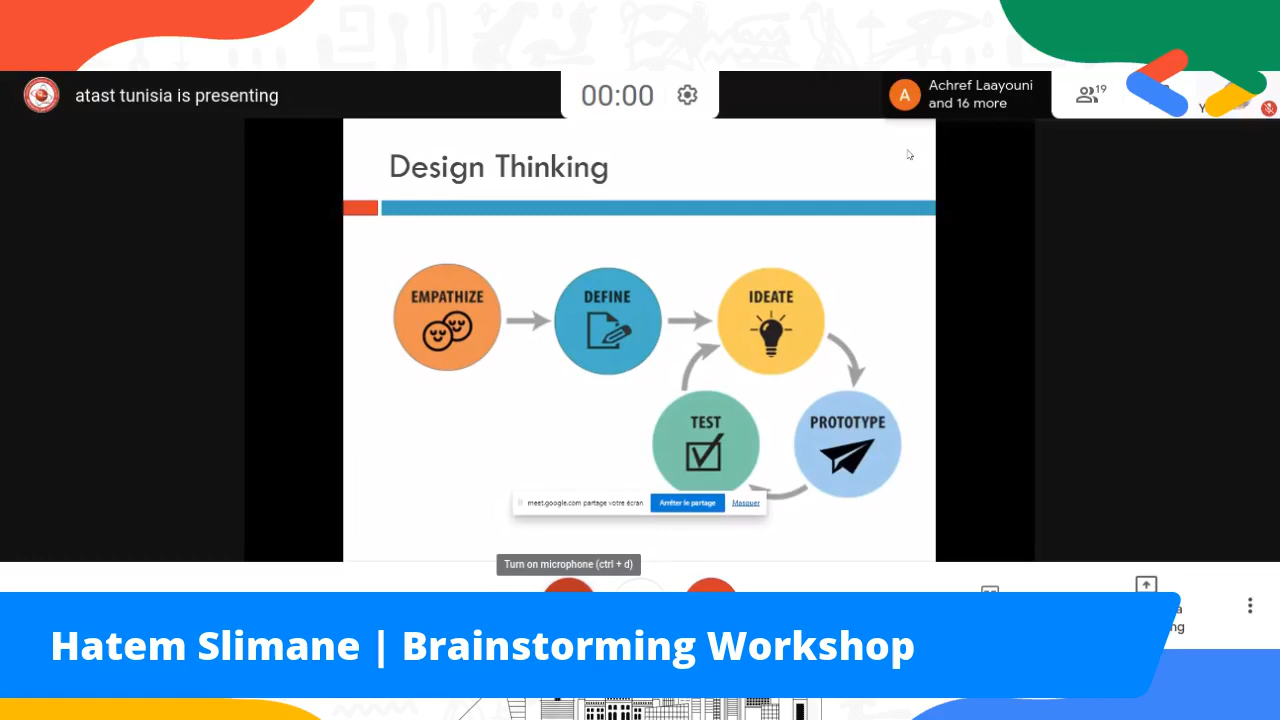 atast tunisia is presenting
00:00
A
Achref Laayouni
and 16 more
19
Y
Design Thinking
EMPATHIZE
DEFINE
IDEATE
TEST
PROTOTYPE
meet.google.com partage votre écran
Arrêter le partage
Masquer
Turn on microphone (ctrl + d)
a
ng
Hatem Slimane | Brainstorming Workshop